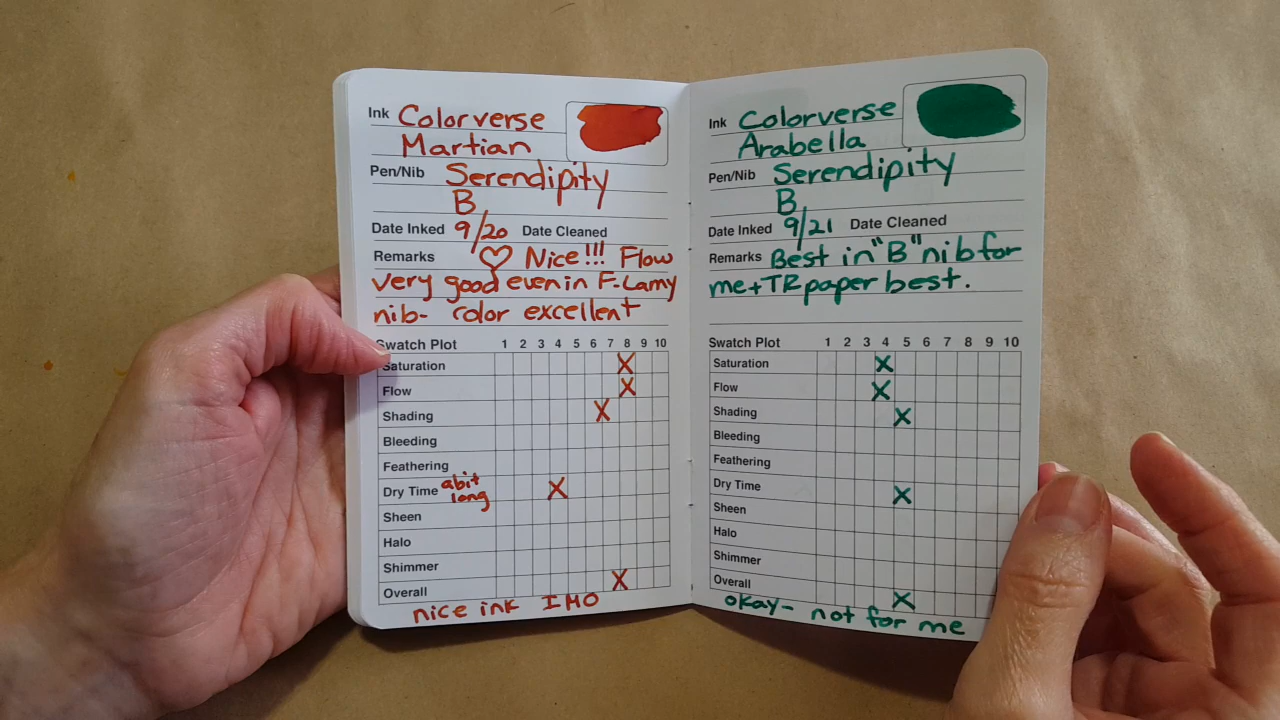 Ink Colorverse
Martian
Pen/Nib Serendipity
B
Date Inked 9/20 Date Cleaned
Remarks ♡ Nice!!! Flow
very good even in F-Lamy
nib- color excellent
Swatch Plot 1 2 3 4 5 6 7 8 9 10
Saturation X
Flow X
Shading X
Bleeding
Feathering
Dry Time a bit long X
Sheen
Halo
Shimmer
Overall X
nice ink IMO
Ink Colorverse
Arabella
Pen/Nib Serendipity
B
Date Inked 9/21 Date Cleaned
Remarks Best in "B" nib for
me + TR paper best.
Swatch Plot 1 2 3 4 5 6 7 8 9 10
Saturation X
Flow X
Shading X
Bleeding
Feathering
Dry Time X
Sheen
Halo
Shimmer
Overall X
okay- not for me